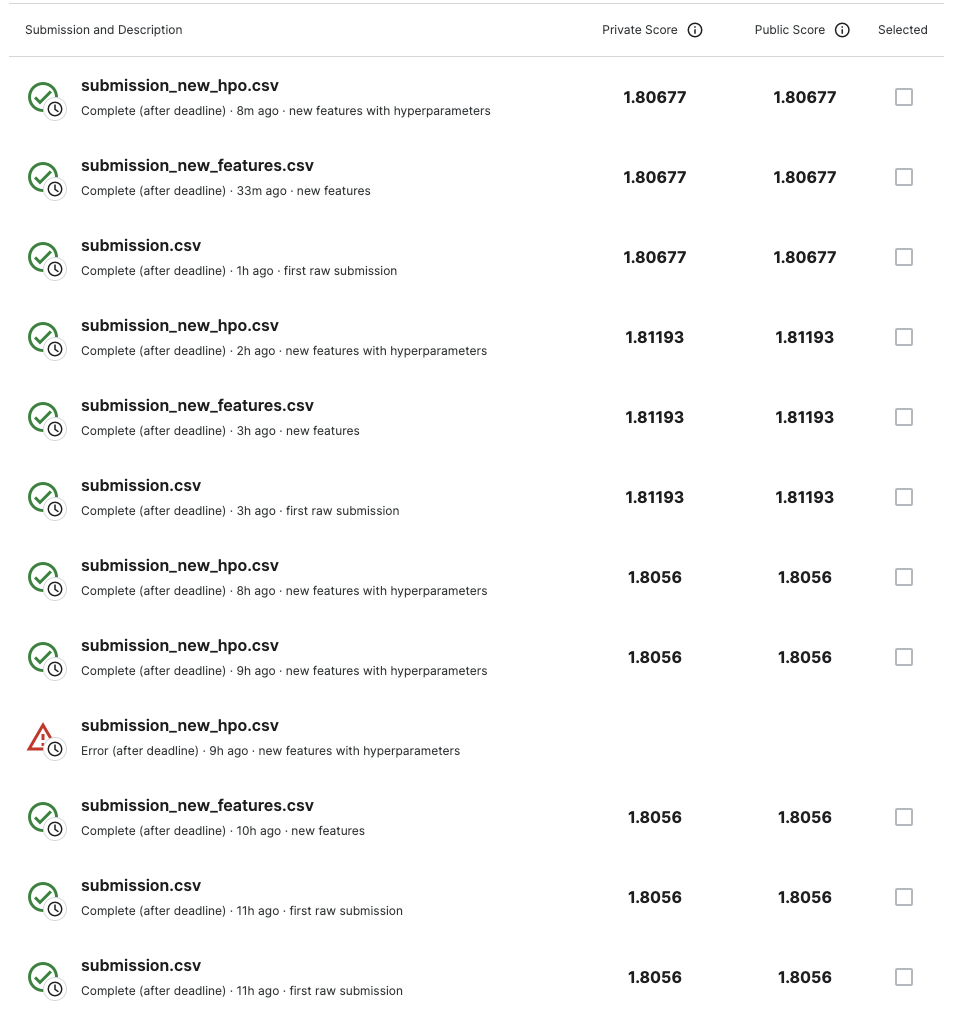 Submission and Description Private Score Public Score Selected
submission_new_hpo.csv
Complete (after deadline) · 8m ago · new features with hyperparameters
1.80677 1.80677
submission_new_features.csv
Complete (after deadline) · 33m ago · new features
1.80677 1.80677
submission.csv
Complete (after deadline) · 1h ago · first raw submission
1.80677 1.80677
submission_new_hpo.csv
Complete (after deadline) · 2h ago · new features with hyperparameters
1.81193 1.81193
submission_new_features.csv
Complete (after deadline) · 3h ago · new features
1.81193 1.81193
submission.csv
Complete (after deadline) · 3h ago · first raw submission
1.81193 1.81193
submission_new_hpo.csv
Complete (after deadline) · 8h ago · new features with hyperparameters
1.8056 1.8056
submission_new_hpo.csv
Complete (after deadline) · 9h ago · new features with hyperparameters
1.8056 1.8056
submission_new_hpo.csv
Error (after deadline) · 9h ago · new features with hyperparameters
submission_new_features.csv
Complete (after deadline) · 10h ago · new features
1.8056 1.8056
submission.csv
Complete (after deadline) · 11h ago · first raw submission
1.8056 1.8056
submission.csv
Complete (after deadline) · 11h ago · first raw submission
1.8056 1.8056